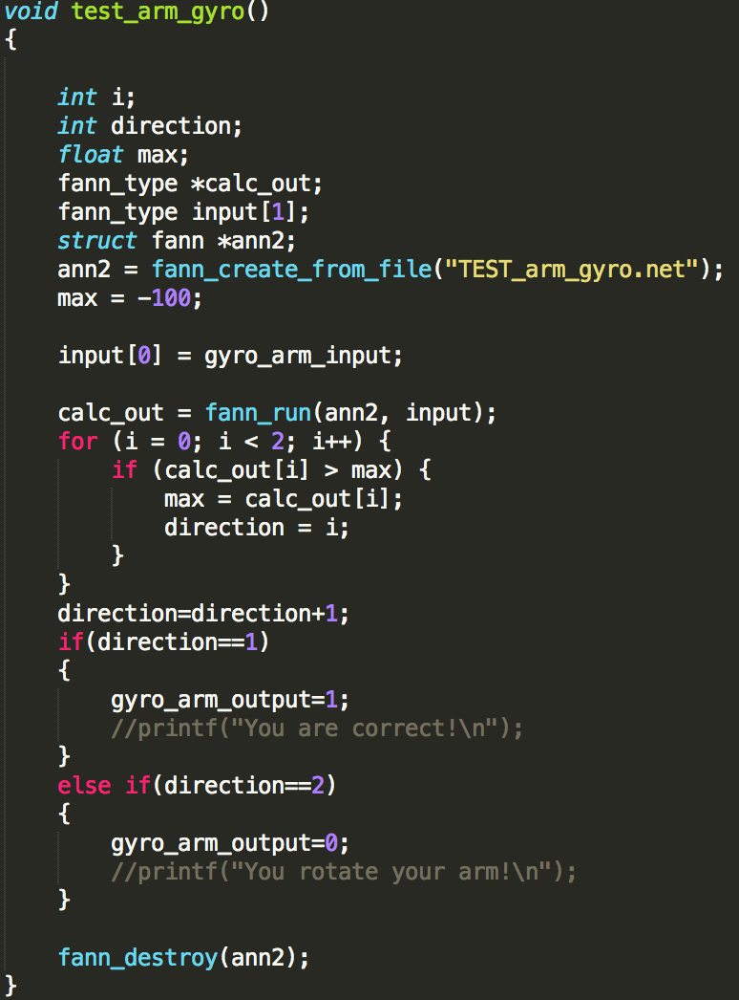 void test_arm_gyro()
{
int i;
int direction;
float max;
fann_type *calc_out;
fann_type input[1];
struct fann *ann2;
ann2 = fann_create_from_file("TEST_arm_gyro.net");
max = -100;
input[0] = gyro_arm_input;
calc_out = fann_run(ann2, input);
for (i = 0; i < 2; i++) {
if (calc_out[i] > max) {
max = calc_out[i];
direction = i;
}
}
direction=direction+1;
if(direction==1)
{
gyro_arm_output=1;
//printf("You are correct!\n");
}
else if(direction==2)
{
gyro_arm_output=0;
//printf("You rotate your arm!\n");
}
fann_destroy(ann2);
}